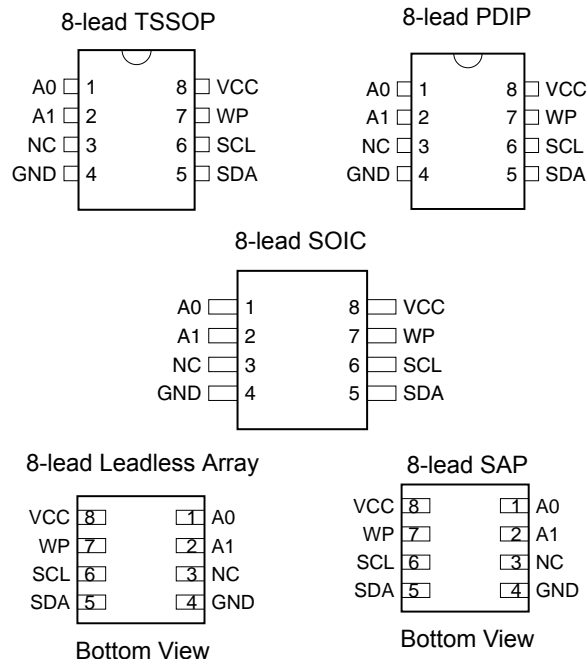 8-lead TSSOP
A0 1 8 VCC
A1 2 7 WP
NC 3 6 SCL
GND 4 5 SDA
8-lead PDIP
A0 1 8 VCC
A1 2 7 WP
NC 3 6 SCL
GND 4 5 SDA
8-lead SOIC
A0 1 8 VCC
A1 2 7 WP
NC 3 6 SCL
GND 4 5 SDA
8-lead Leadless Array
VCC 8 1 A0
WP 7 2 A1
SCL 6 3 NC
SDA 5 4 GND
Bottom View
8-lead SAP
VCC 8 1 A0
WP 7 2 A1
SCL 6 3 NC
SDA 5 4 GND
Bottom View